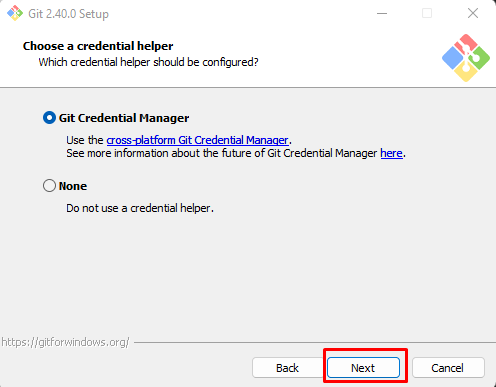 Git 2.40.0 Setup
Choose a credential helper
Which credential helper should be configured?
Git Credential Manager
Use the cross-platform Git Credential Manager.
See more information about the future of Git Credential Manager here.
None
Do not use a credential helper.
https://gitforwindows.org/
Back Next Cancel